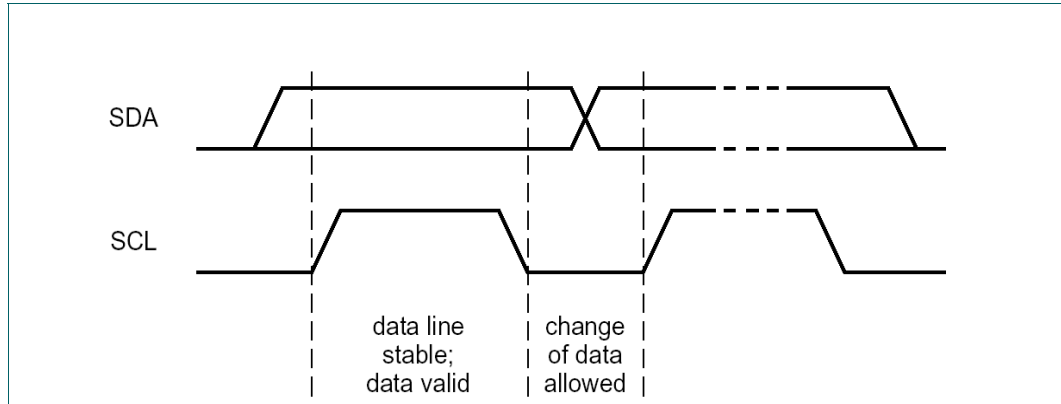 SDA
SCL
data line
stable;
data valid
change
of data
allowed